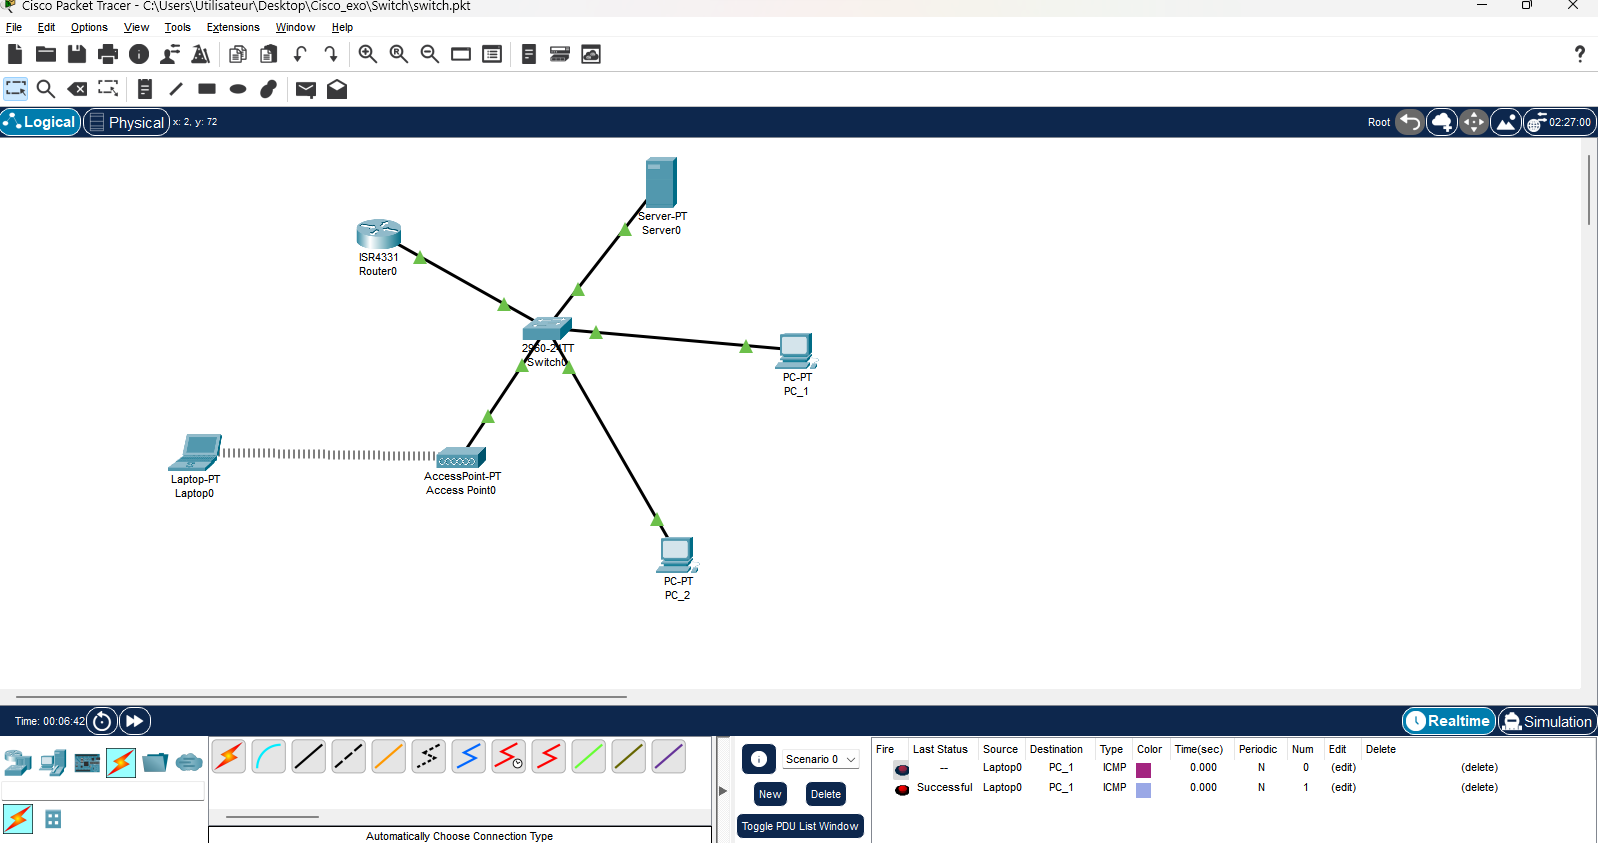 Cisco Packet Tracer - C:\Users\Utilisateur\Desktop\Cisco_exo\Switch\switch.pkt
File Edit Options View Tools Extensions Window Help
?
Logical Physical x: 2, y: 72 Root 02:27:00
Server-PT
Server0
ISR4331
Router0
2960-24TT
Switch0
PC-PT
PC_1
Laptop-PT
Laptop0
AccessPoint-PT
Access Point0
PC-PT
PC_2
Time: 00:06:42 Realtime Simulation
Scenario 0
New Delete
Toggle PDU List Window
Automatically Choose Connection Type
Fire Last Status Source Destination Type Color Time(sec) Periodic Num Edit Delete
-- Laptop0 PC_1 ICMP 0.000 N 0 (edit) (delete)
Successful Laptop0 PC_1 ICMP 0.000 N 1 (edit) (delete)